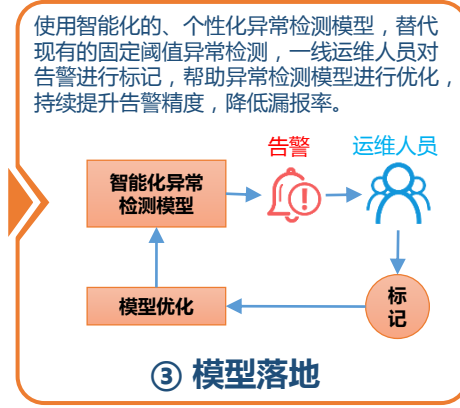 使用智能化的、个性化异常检测模型，替代
现有的固定阈值异常检测，一线运维人员对
告警进行标记，帮助异常检测模型进行优化，
持续提升告警精度，降低漏报率。
告警
运维人员
智能化异常
检测模型
模型优化
标
记
③ 模型落地